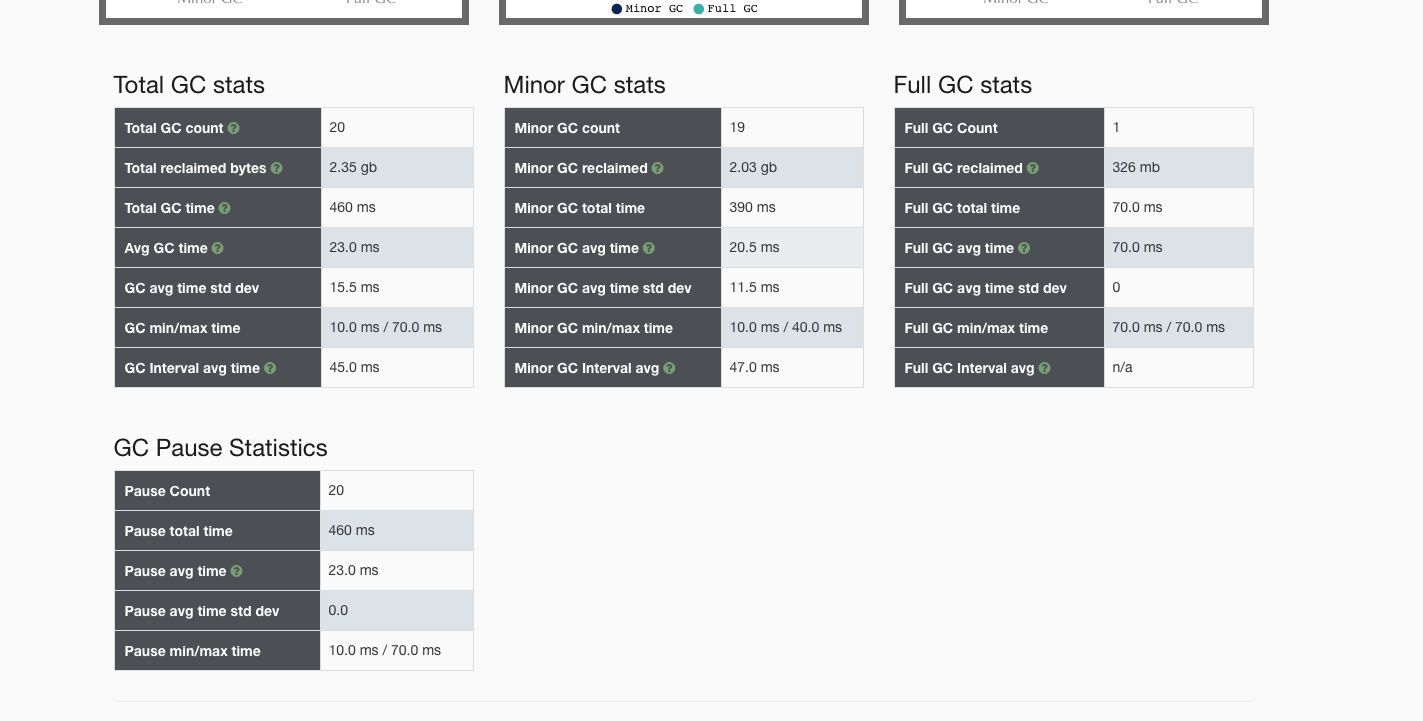 Minor GC Full GC
Minor GC Full GC
Minor GC Full GC
Total GC stats
Total GC count 20
Total reclaimed bytes 2.35 gb
Total GC time 460 ms
Avg GC time 23.0 ms
GC avg time std dev 15.5 ms
GC min/max time 10.0 ms / 70.0 ms
GC Interval avg time 45.0 ms
Minor GC stats
Minor GC count 19
Minor GC reclaimed 2.03 gb
Minor GC total time 390 ms
Minor GC avg time 20.5 ms
Minor GC avg time std dev 11.5 ms
Minor GC min/max time 10.0 ms / 40.0 ms
Minor GC Interval avg 47.0 ms
Full GC stats
Full GC Count 1
Full GC reclaimed 326 mb
Full GC total time 70.0 ms
Full GC avg time 70.0 ms
Full GC avg time std dev 0
Full GC min/max time 70.0 ms / 70.0 ms
Full GC Interval avg n/a
GC Pause Statistics
Pause Count 20
Pause total time 460 ms
Pause avg time 23.0 ms
Pause avg time std dev 0.0
Pause min/max time 10.0 ms / 70.0 ms